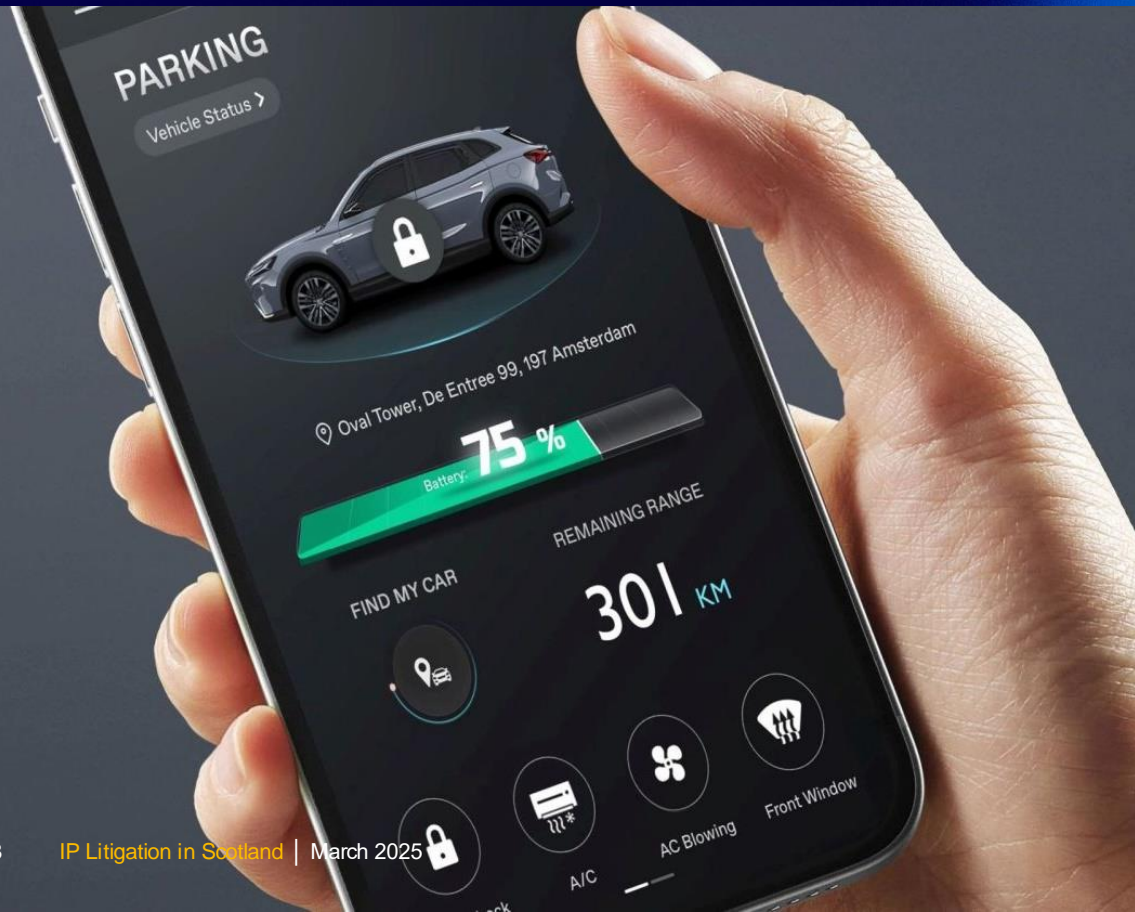 PARKING
Vehicle Status >
Oval Tower, De Entree 99, 197 Amsterdam
Battery: 75 %
FIND MY CAR
REMAINING RANGE
301 KM
Front Window
AC Blowing
A/C
IP Litigation in Scotland | March 2025